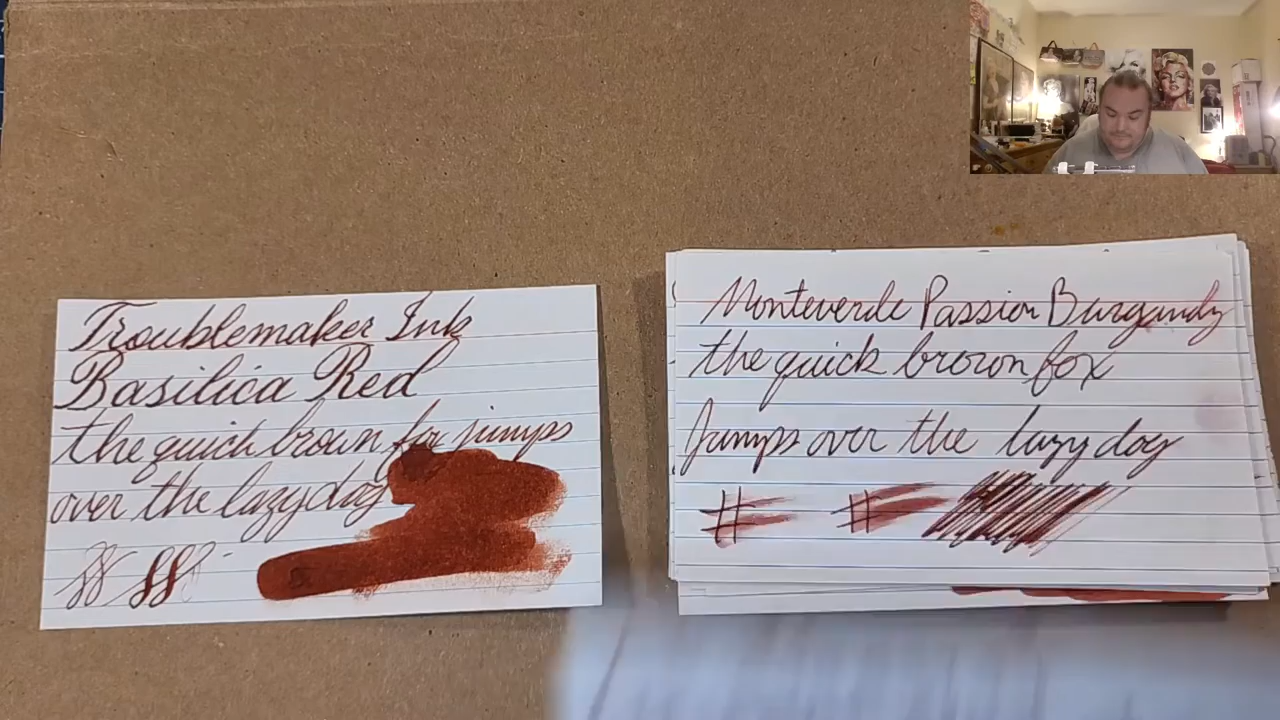 Troublemaker Ink
Basilica Red
the quick brown fox jumps
over the lazy dog
Monteverde Passion Burgandy
the quick brown fox
Jumps over the lazy dog
# #